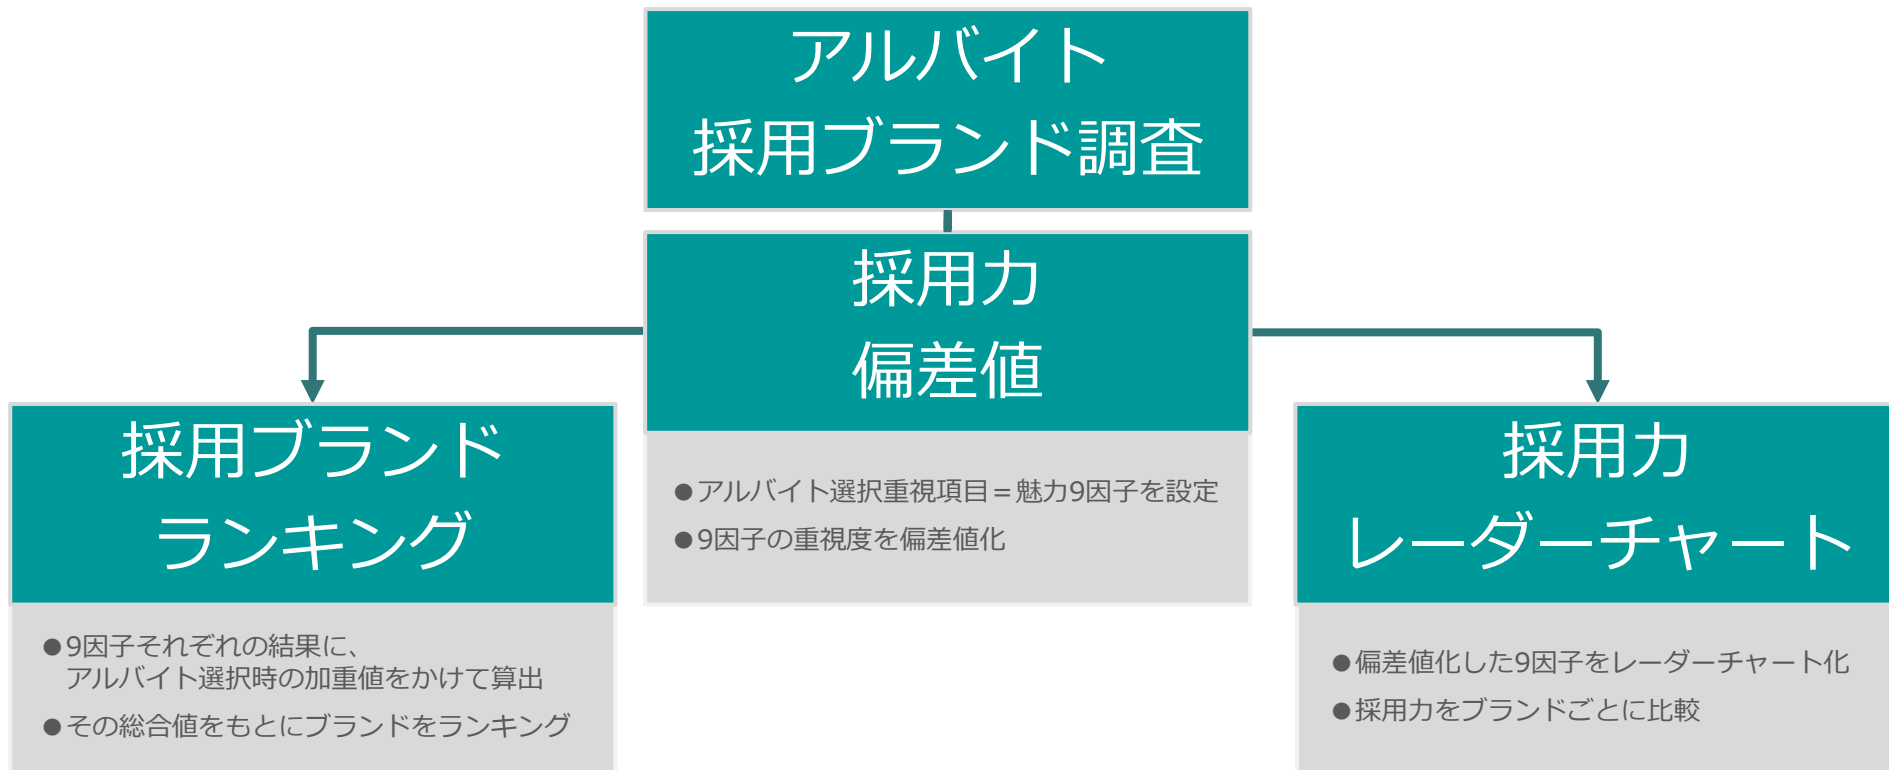 アルバイト
採用ブランド調査
採用力
偏差値
●アルバイト選択重視項目＝魅力9因子を設定
●9因子の重視度を偏差値化
採用ブランド
ランキング
●9因子それぞれの結果に、
アルバイト選択時の加重値をかけて算出
●その総合値をもとにブランドをランキング
採用力
レーダーチャート
●偏差値化した9因子をレーダーチャート化
●採用力をブランドごとに比較